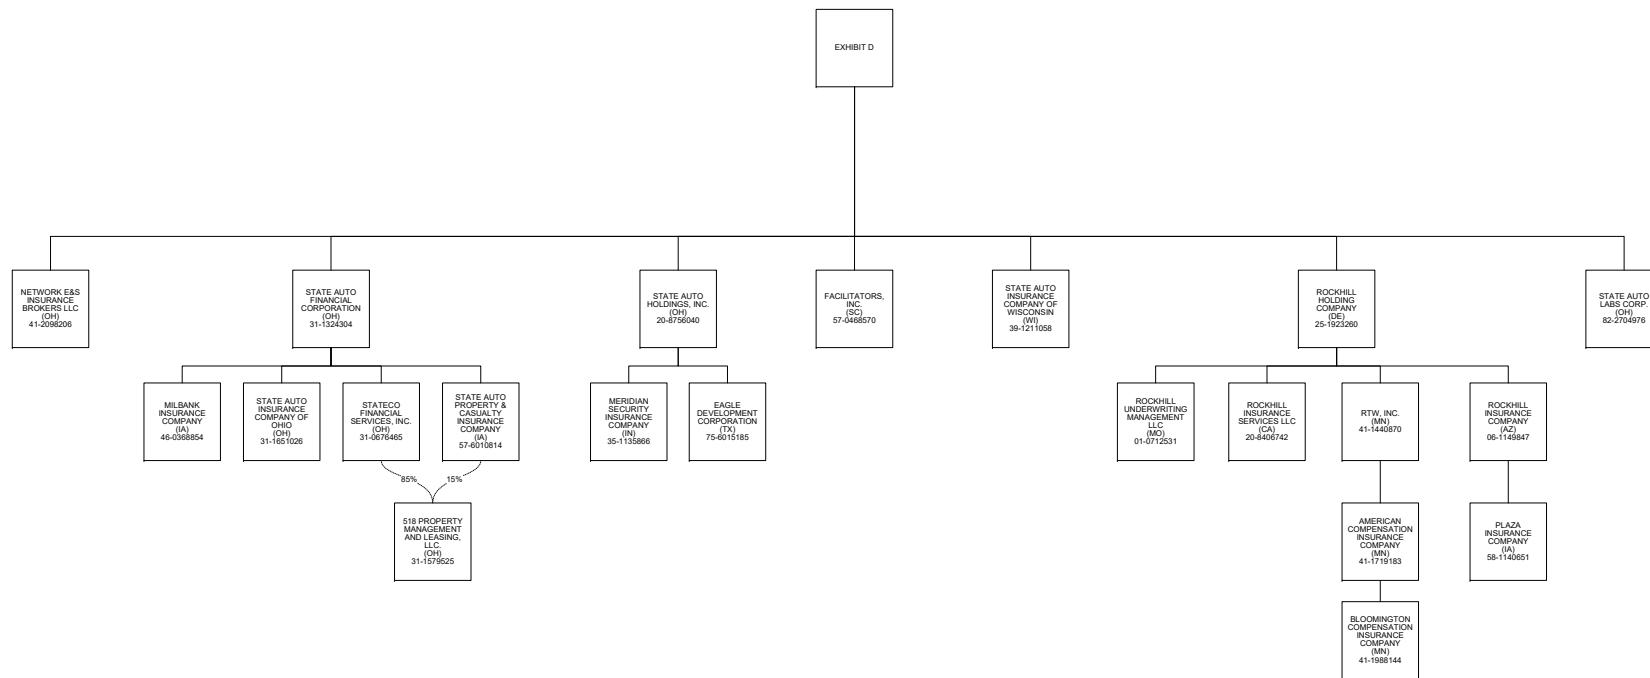 EXHIBIT D
NETWORK E&S
INSURANCE
BROKERS LLC
(OH)
41-2098206
STATE AUTO
FINANCIAL
CORPORATION
(OH)
31-1324304
STATE AUTO
HOLDINGS, INC.
(OH)
20-8756040
FACILITATORS,
INC.
(SC)
57-0468570
STATE AUTO
INSURANCE
COMPANY OF
WISCONSIN
(WI)
39-1211058
ROCKHILL
HOLDING
COMPANY
(DE)
25-1923260
STATE AUTO
LABS CORP.
(OH)
82-2704976
MILBANK
INSURANCE
COMPANY
(IA)
46-0368854
STATE AUTO
INSURANCE
COMPANY OF
OHIO
(OH)
31-1651026
STATECO
FINANCIAL
SERVICES, INC.
(OH)
31-0676465
STATE AUTO
PROPERTY &
CASUALTY
INSURANCE
COMPANY
(IA)
57-6010814
MERIDIAN
SECURITY
INSURANCE
COMPANY
(IN)
35-1135866
EAGLE
DEVELOPMENT
CORPORATION
(TX)
75-6015185
ROCKHILL
UNDERWRITING
MANAGEMENT
LLC
(MO)
01-0712531
ROCKHILL
INSURANCE
SERVICES LLC
(CA)
20-8406742
RTW, INC.
(MN)
41-1440870
ROCKHILL
INSURANCE
COMPANY
(AZ)
06-1149847
85%
15%
518 PROPERTY
MANAGEMENT
AND LEASING,
LLC.
(OH)
31-1579525
AMERICAN
COMPENSATION
INSURANCE
COMPANY
(MN)
41-1719183
PLAZA
INSURANCE
COMPANY
(IA)
58-1140651
BLOOMINGTON
COMPENSATION
INSURANCE
COMPANY
(MN)
41-1988144